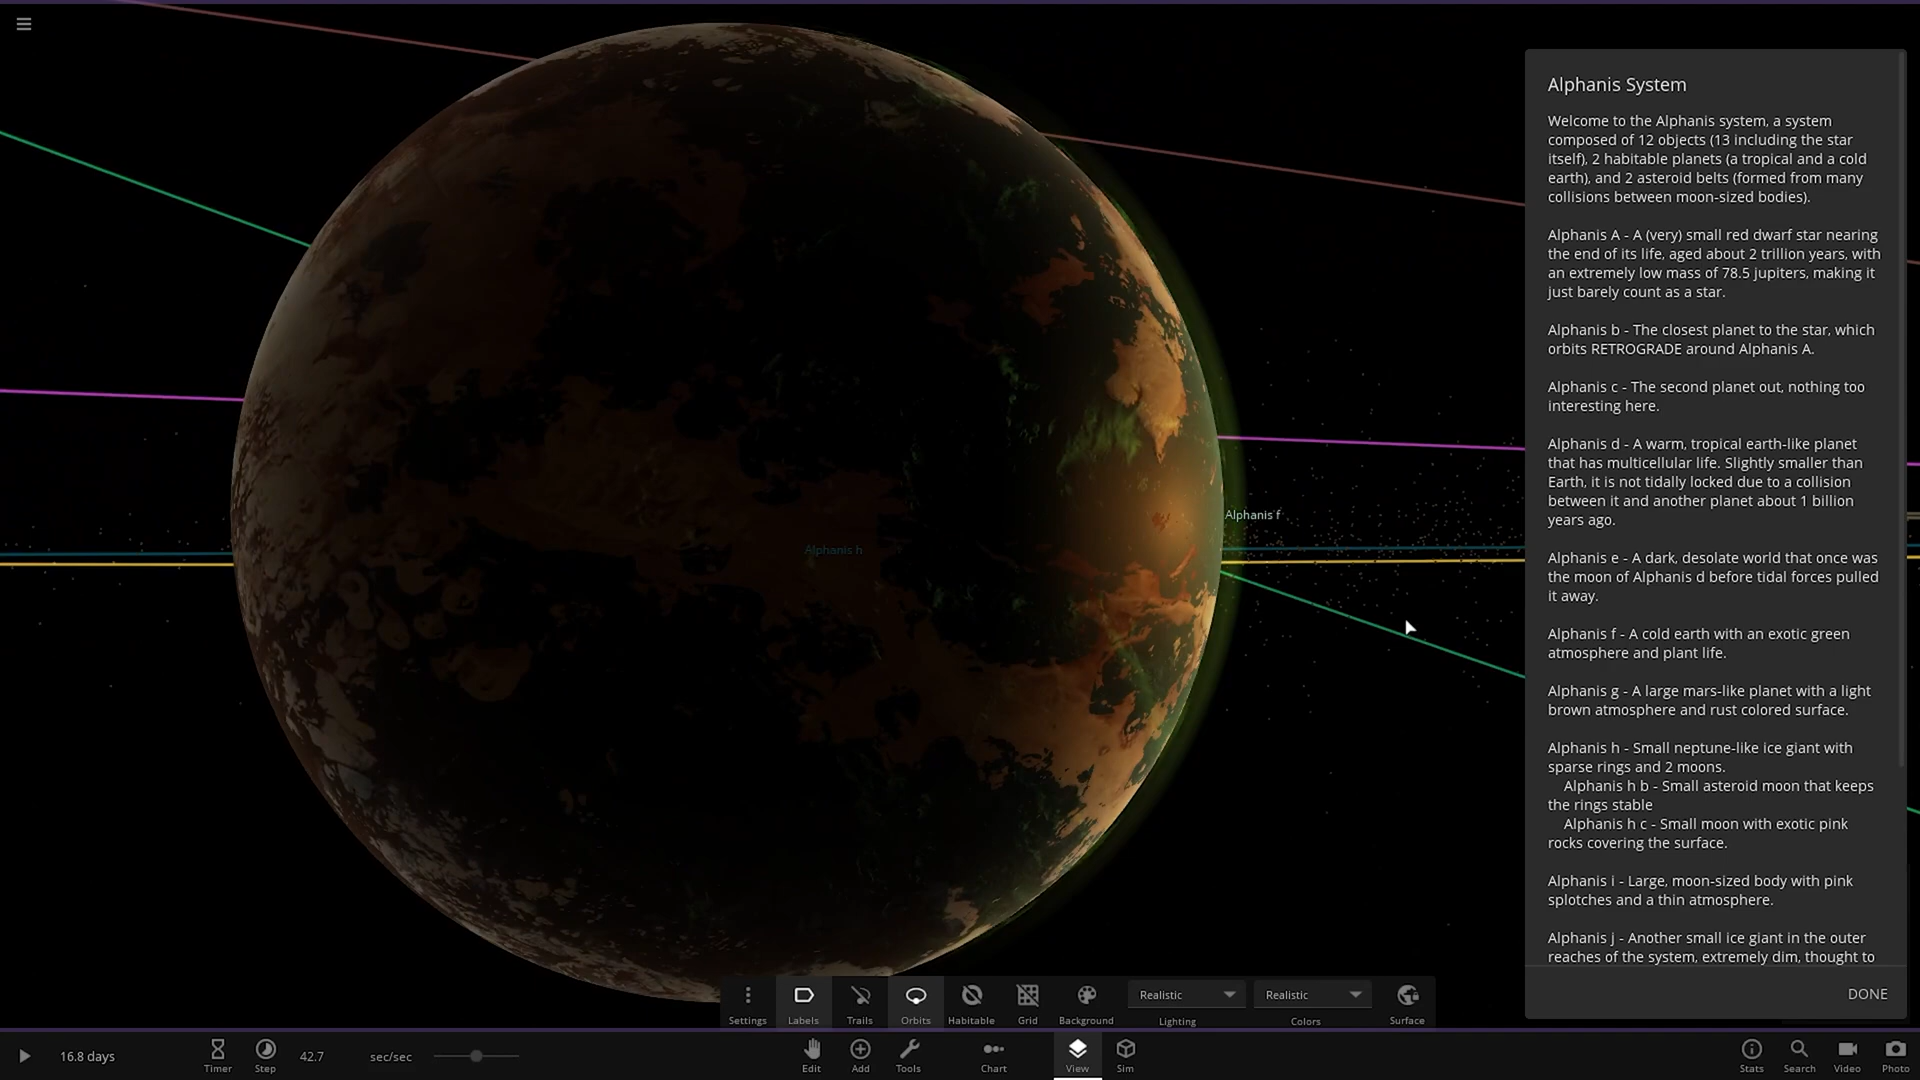 Alphanis System
Welcome to the Alphanis system, a system
composed of 12 objects (13 including the star
itself), 2 habitable planets (a tropical and a cold
earth), and 2 asteroid belts (formed from many
collisions between moon-sized bodies).
Alphanis A - A (very) small red dwarf star nearing
the end of its life, aged about 2 trillion years, with
an extremely low mass of 78.5 jupiters, making it
just barely count as a star.
Alphanis b - The closest planet to the star, which
orbits RETROGRADE around Alphanis A.
Alphanis c - The second planet out, nothing too
interesting here.
Alphanis d - A warm, tropical earth-like planet
that has multicellular life. Slightly smaller than
Earth, it is not tidally locked due to a collision
between it and another planet about 1 billion
years ago.
Alphanis e - A dark, desolate world that once was
the moon of Alphanis d before tidal forces pulled
it away.
Alphanis f - A cold earth with an exotic green
atmosphere and plant life.
Alphanis g - A large mars-like planet with a light
brown atmosphere and rust colored surface.
Alphanis h - Small neptune-like ice giant with
sparse rings and 2 moons.
Alphanis h b - Small asteroid moon that keeps
the rings stable
Alphanis h c - Small moon with exotic pink
rocks covering the surface.
Alphanis i - Large, moon-sized body with pink
splotches and a thin atmosphere.
Alphanis j - Another small ice giant in the outer
reaches of the system, extremely dim, thought to
DONE
Alphanis f
Alphanis h
Settings
Labels
Trails
Orbits
Habitable
Grid
Background
Realistic
Lighting
Realistic
Colors
Surface
16.8 days
Timer
Step
42.7
sec/sec
Edit
Add
Tools
Chart
View
Sim
Stats
Search
Video
Photo